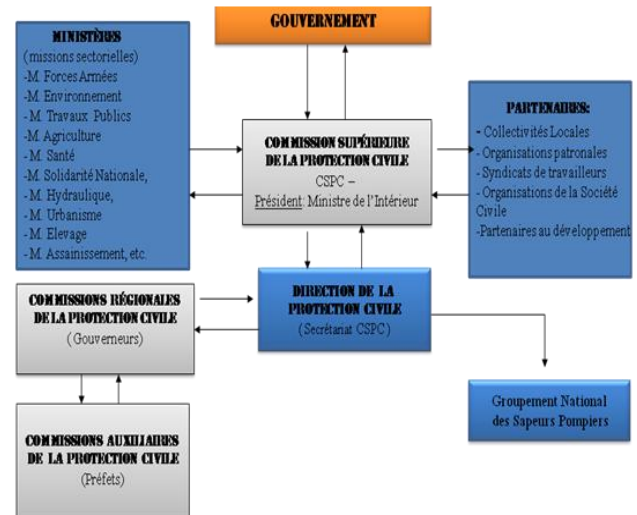 GOUVERNEMENT
MINISTÈRES
(missions sectorielles)
-M. Forces Armées
-M. Environnement
-M. Travaux Publics
-M. Agriculture
-M. Santé
-M. Solidarité Nationale,
-M. Hydraulique,
-M. Urbanisme
-M. Elevage
-M. Assainissement, etc.
COMMISSION SUPÉRIEURE
DE LA PROTECTION CIVILE
CSPC –
Président: Ministre de l'Intérieur
PARTENAIRES:
- Collectivités Locales
- Organisations patronales
- Syndicats de travailleurs
- Organisations de la Société
Civile
-Partenaires au développement
COMMISSIONS RÉGIONALES
DE LA PROTECTION CIVILE
(Gouverneurs)
DIRECTION DE LA
PROTECTION CIVILE
(Secrétariat CSPC)
COMMISSIONS AUXILIAIRES
DE LA PROTECTION CIVILE
(Préfets)
Groupement National
des Sapeurs Pompiers